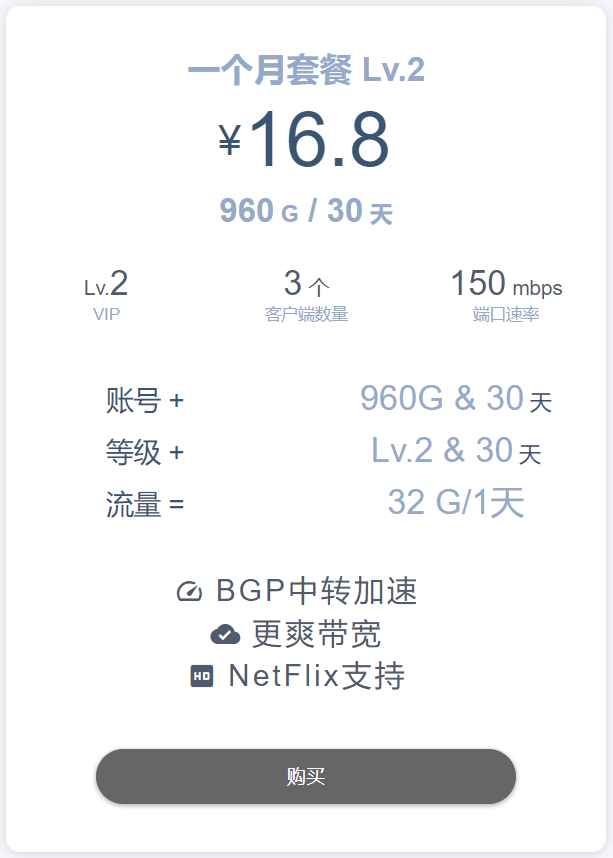 一个月套餐 Lv.2
¥16.8
960 G / 30 天
Lv.2 3 个 150 mbps
VIP 客户端数量 端口速率
账号 + 960G & 30 天
等级 + Lv.2 & 30 天
流量 = 32 G/1天
BGP中转加速
更爽带宽
HD NetFlix支持
购买